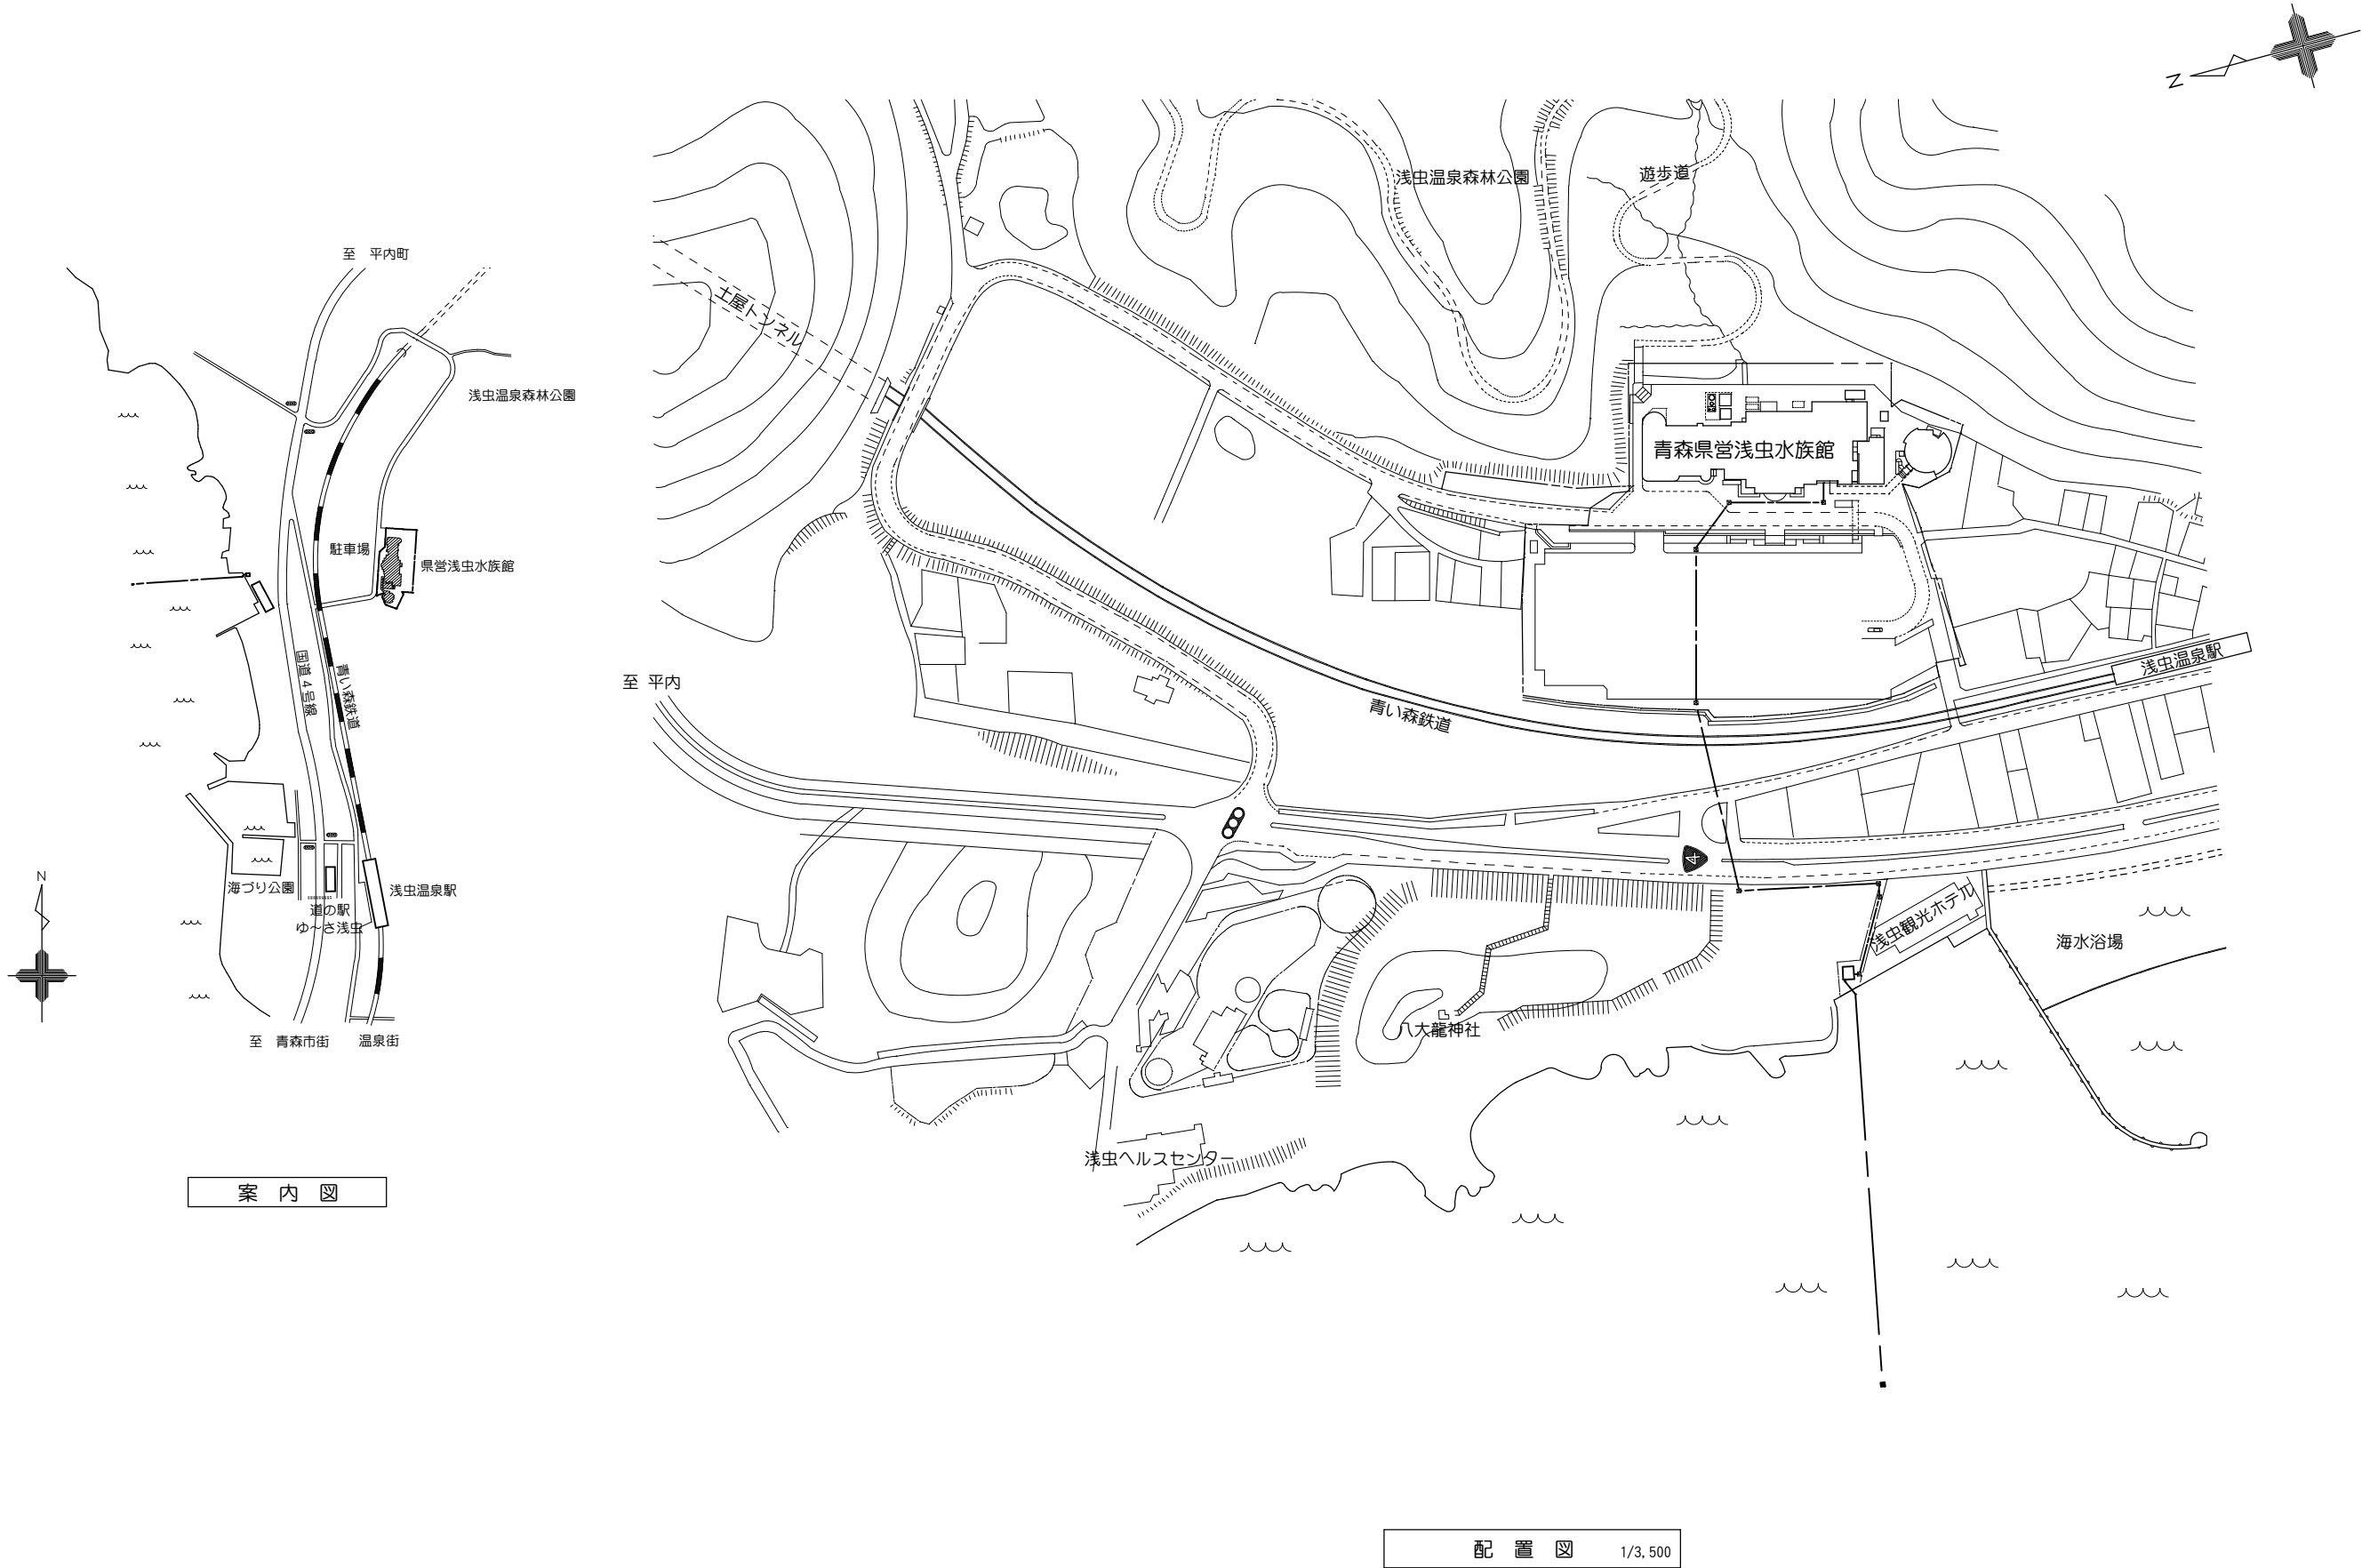 至 平内町
浅虫温泉森林公園
駐車場
県営浅虫水族館
国道4号線
青い森鉄道
海づり公園
道の駅
ゆ〜さ浅虫
浅虫温泉駅
N
至 青森市街
温泉街
案内図
N
浅虫温泉森林公園
遊歩道
土屋トンネル
青森県営浅虫水族館
至 平内
青い森鉄道
浅虫温泉駅
4
浅虫観光ホテル
海水浴場
八大龍神社
浅虫ヘルスセンター
配置図 1/3,500